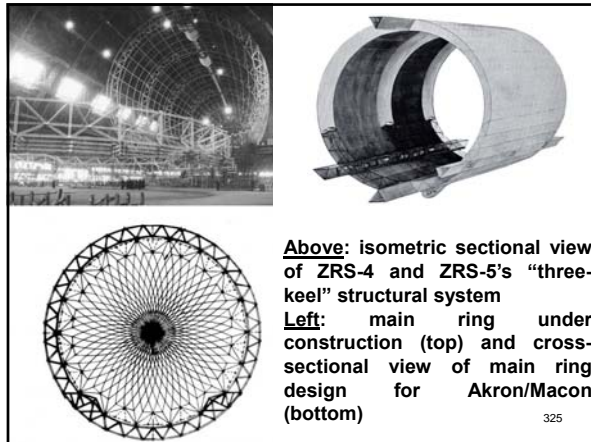 Above: isometric sectional view
of ZRS-4 and ZRS-5's “three-
keel” structural system
Left: main ring under
construction (top) and cross-
sectional view of main ring
design for Akron/Macon
(bottom)
325